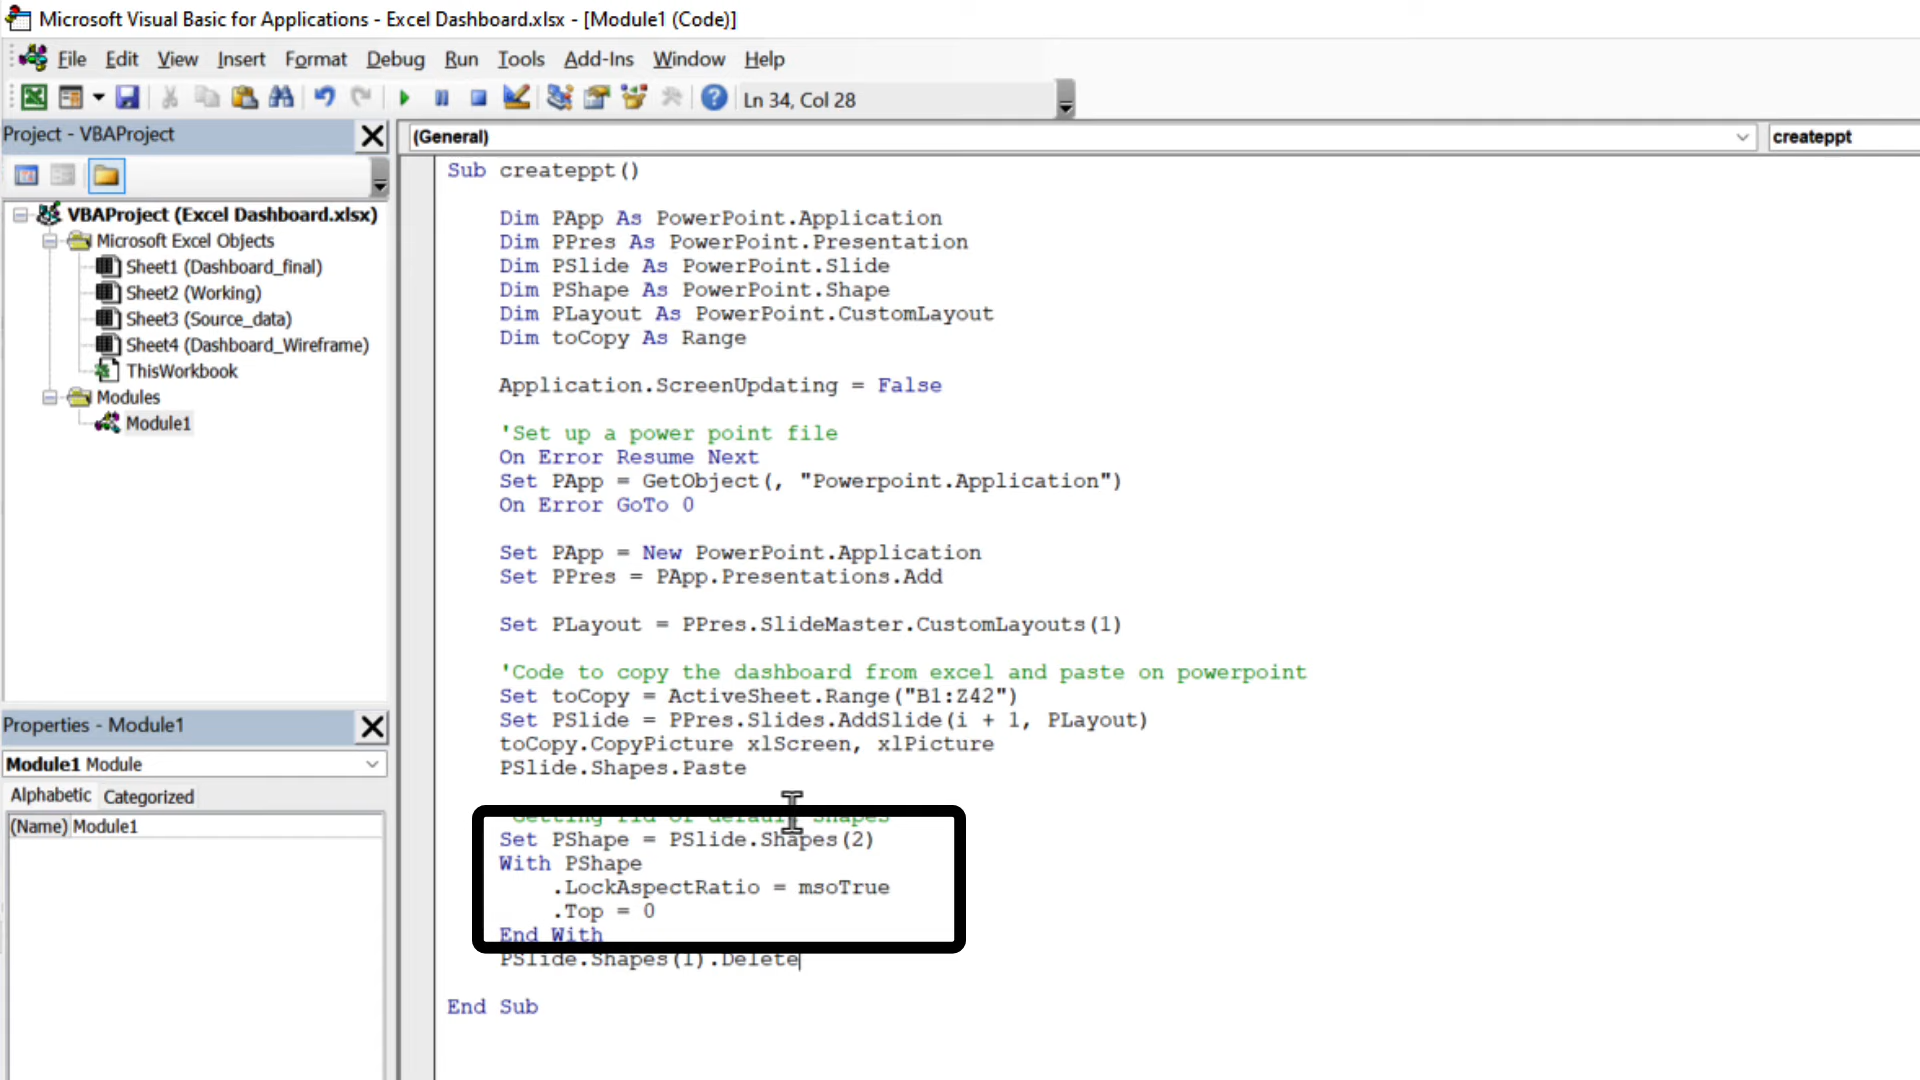 Microsoft Visual Basic for Applications - Excel Dashboard.xlsx - [Module1 (Code)]
File Edit View Insert Format Debug Run Tools Add-Ins Window Help
Ln 34, Col 28
Project - VBAProject
(General)
createppt
VBAProject (Excel Dashboard.xlsx)
Microsoft Excel Objects
Sheet1 (Dashboard_final)
Sheet2 (Working)
Sheet3 (Source_data)
Sheet4 (Dashboard_Wireframe)
ThisWorkbook
Modules
Module1
Properties - Module1
Module1 Module
Alphabetic Categorized
(Name) Module1
Sub createppt()
Dim PApp As PowerPoint.Application
Dim PPres As PowerPoint.Presentation
Dim PSlide As PowerPoint.Slide
Dim PShape As PowerPoint.Shape
Dim PLayout As PowerPoint.CustomLayout
Dim toCopy As Range
Application.ScreenUpdating = False
'Set up a power point file
On Error Resume Next
Set PApp = GetObject(, "Powerpoint.Application")
On Error GoTo 0
Set PApp = New PowerPoint.Application
Set PPres = PApp.Presentations.Add
Set PLayout = PPres.SlideMaster.CustomLayouts(1)
'Code to copy the dashboard from excel and paste on powerpoint
Set toCopy = ActiveSheet.Range("B1:Z42")
Set PSlide = PPres.Slides.AddSlide(i + 1, PLayout)
toCopy.CopyPicture xlScreen, xlPicture
PSlide.Shapes.Paste
'Getting rid of default shapes
Set PShape = PSlide.Shapes(2)
With PShape
.LockAspectRatio = msoTrue
.Top = 0
End With
PSlide.Shapes(1).Delete
End Sub